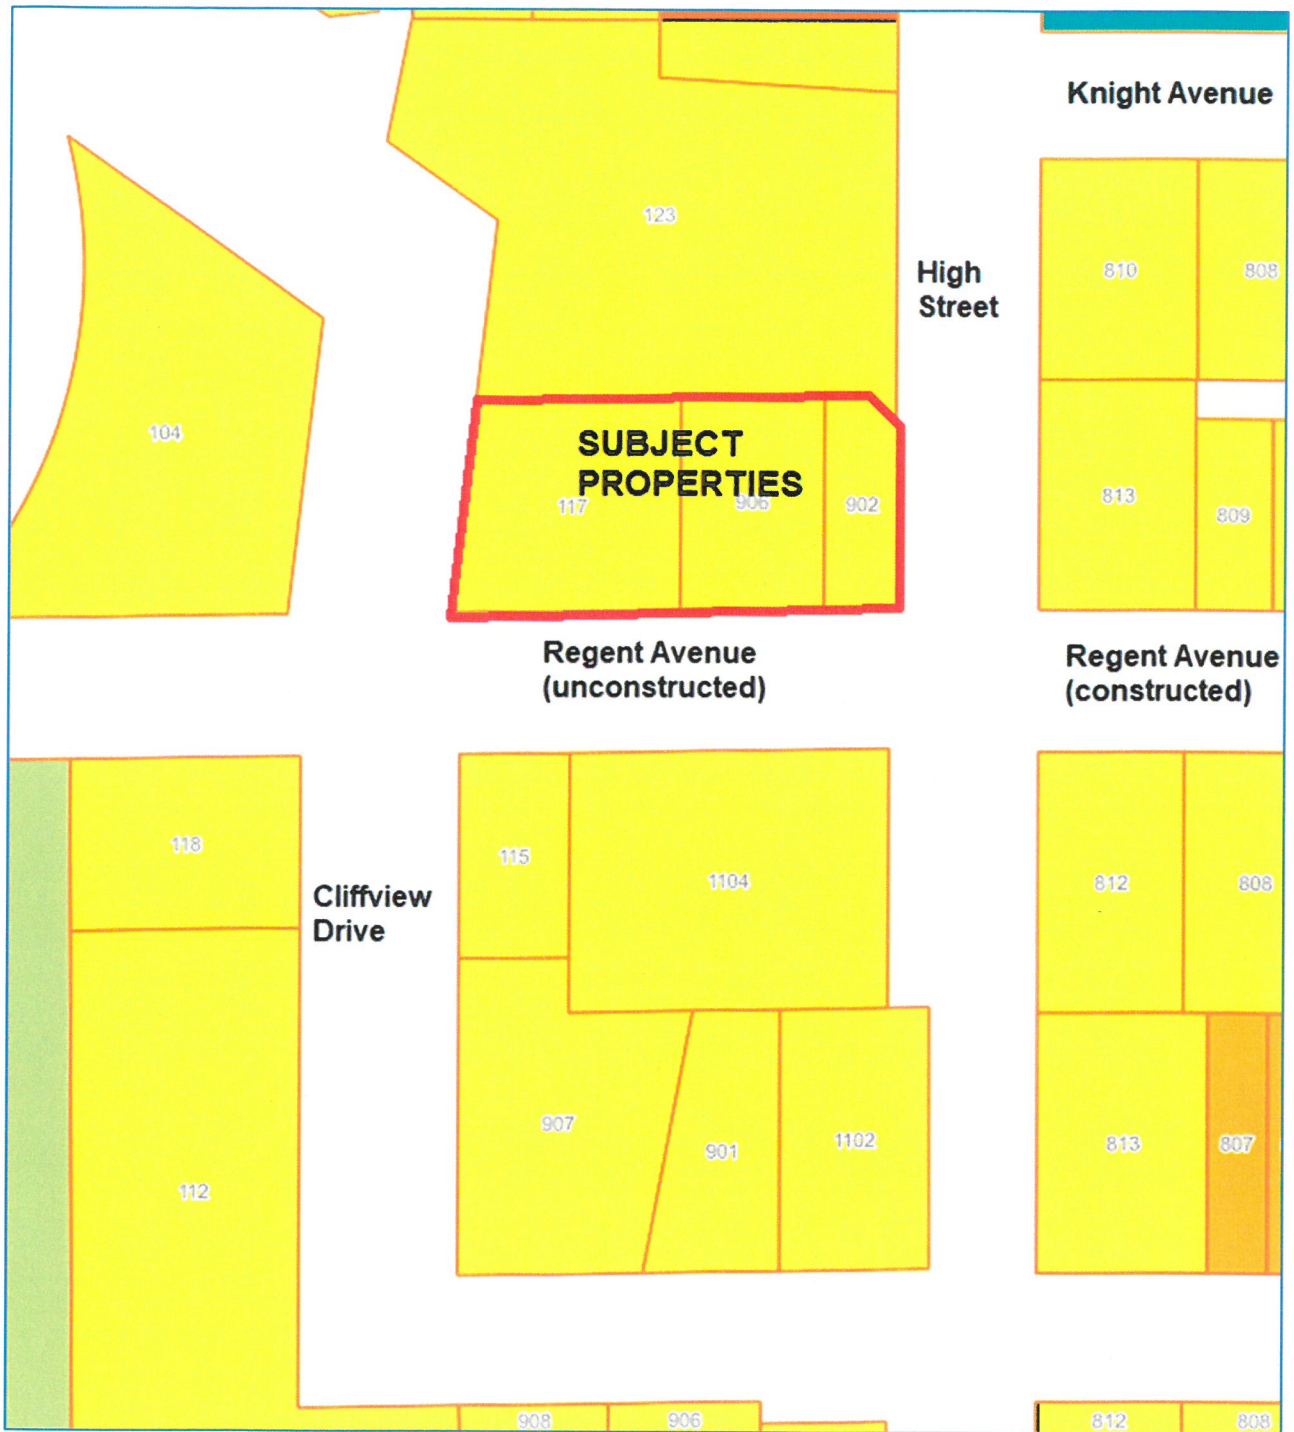 Knight Avenue
123
810
808
High
Street
104
SUBJECT
PROPERTIES
117
906
902
813
809
Regent Avenue
(unconstructed)
Regent Avenue
(constructed)
118
115
1104
812
808
Cliffview
Drive
907
901
1102
813
807
112
908
906
812
808